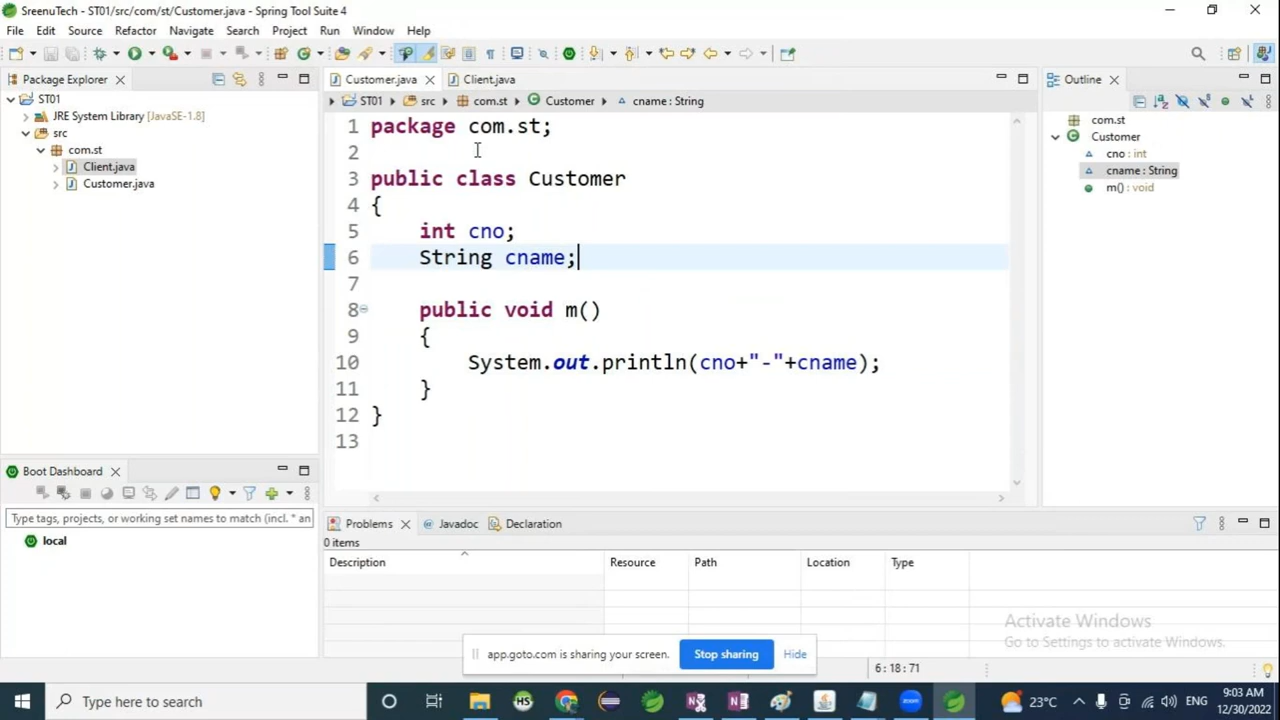 SreenuTech - ST01/src/com/st/Customer.java - Spring Tool Suite 4
File Edit Source Refactor Navigate Search Project Run Window Help
Package Explorer
ST01
JRE System Library [JavaSE-1.8]
src
com.st
Client.java
Customer.java
Boot Dashboard
Type tags, projects, or working set names to match (incl. * an
local
Customer.java Client.java
ST01 src com.st Customer cname : String
1 package com.st;
2
3 public class Customer
4 {
5 int cno;
6 String cname;
7
8 public void m()
9 {
10 System.out.println(cno+"-"+cname);
11 }
12 }
13
Outline
com.st
Customer
cno : int
cname : String
m() : void
Problems Javadoc Declaration
0 items
Description Resource Path Location Type
Activate Windows
Go to Settings to activate Windows.
app.goto.com is sharing your screen. Stop sharing Hide
6 : 18 : 71
Type here to search
HS
N
23°C
ENG
9:03 AM
12/30/2022